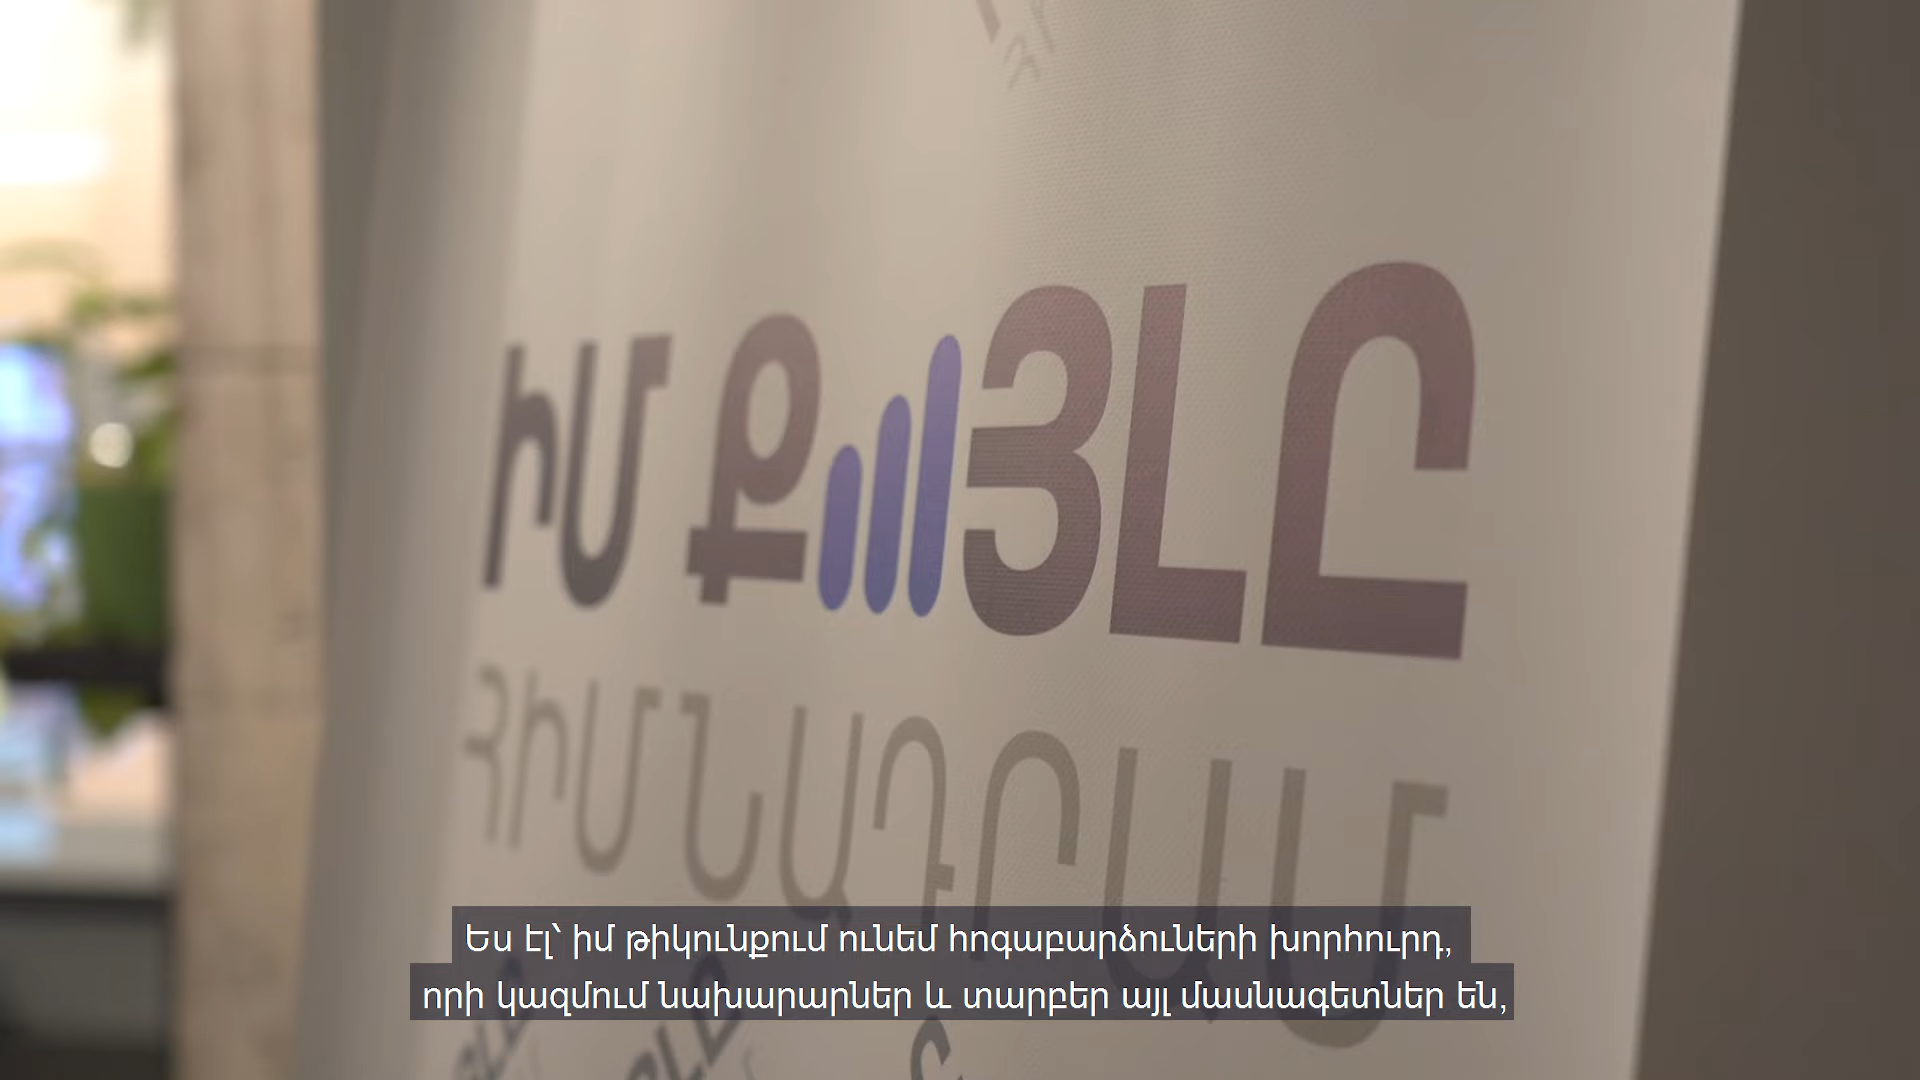 ԻՄ ՔԱՅԼԸ
ՀԻՄՆԱԴՐԱՄ
Ես էլ՝ իմ թիկունքում ունեմ հոգաբարձուների խորհուրդ,
որի կազմում նախարարներ և տարբեր այլ մասնագետներ են,